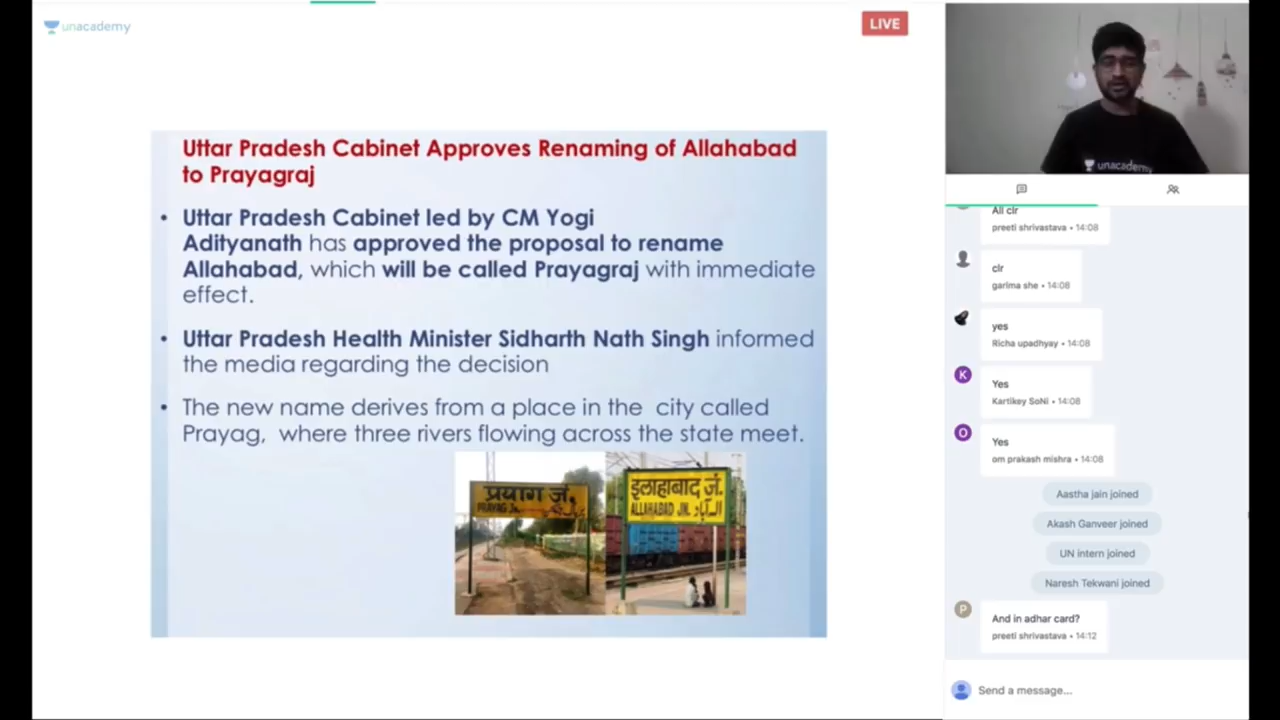 unacademy
LIVE
Uttar Pradesh Cabinet Approves Renaming of Allahabad
to Prayagraj
• Uttar Pradesh Cabinet led by CM Yogi
Adityanath has approved the proposal to rename
Allahabad, which will be called Prayagraj with immediate
effect.
• Uttar Pradesh Health Minister Sidharth Nath Singh informed
the media regarding the decision
• The new name derives from a place in the city called
Prayag, where three rivers flowing across the state meet.
प्रयाग जं.
PRAYAG Jn.
इलाहाबाद जं.
ALLAHABAD JN.
unacademy
All clr
preeti shrivastava • 14:08
clr
garima she • 14:08
yes
Richa upadhyay • 14:08
K
Yes
Kartikey SoNi • 14:08
O
Yes
om prakash mishra • 14:08
Aastha jain joined
Akash Ganveer joined
UN intern joined
Naresh Tekwani joined
P
And in adhar card?
preeti shrivastava • 14:12
Send a message...